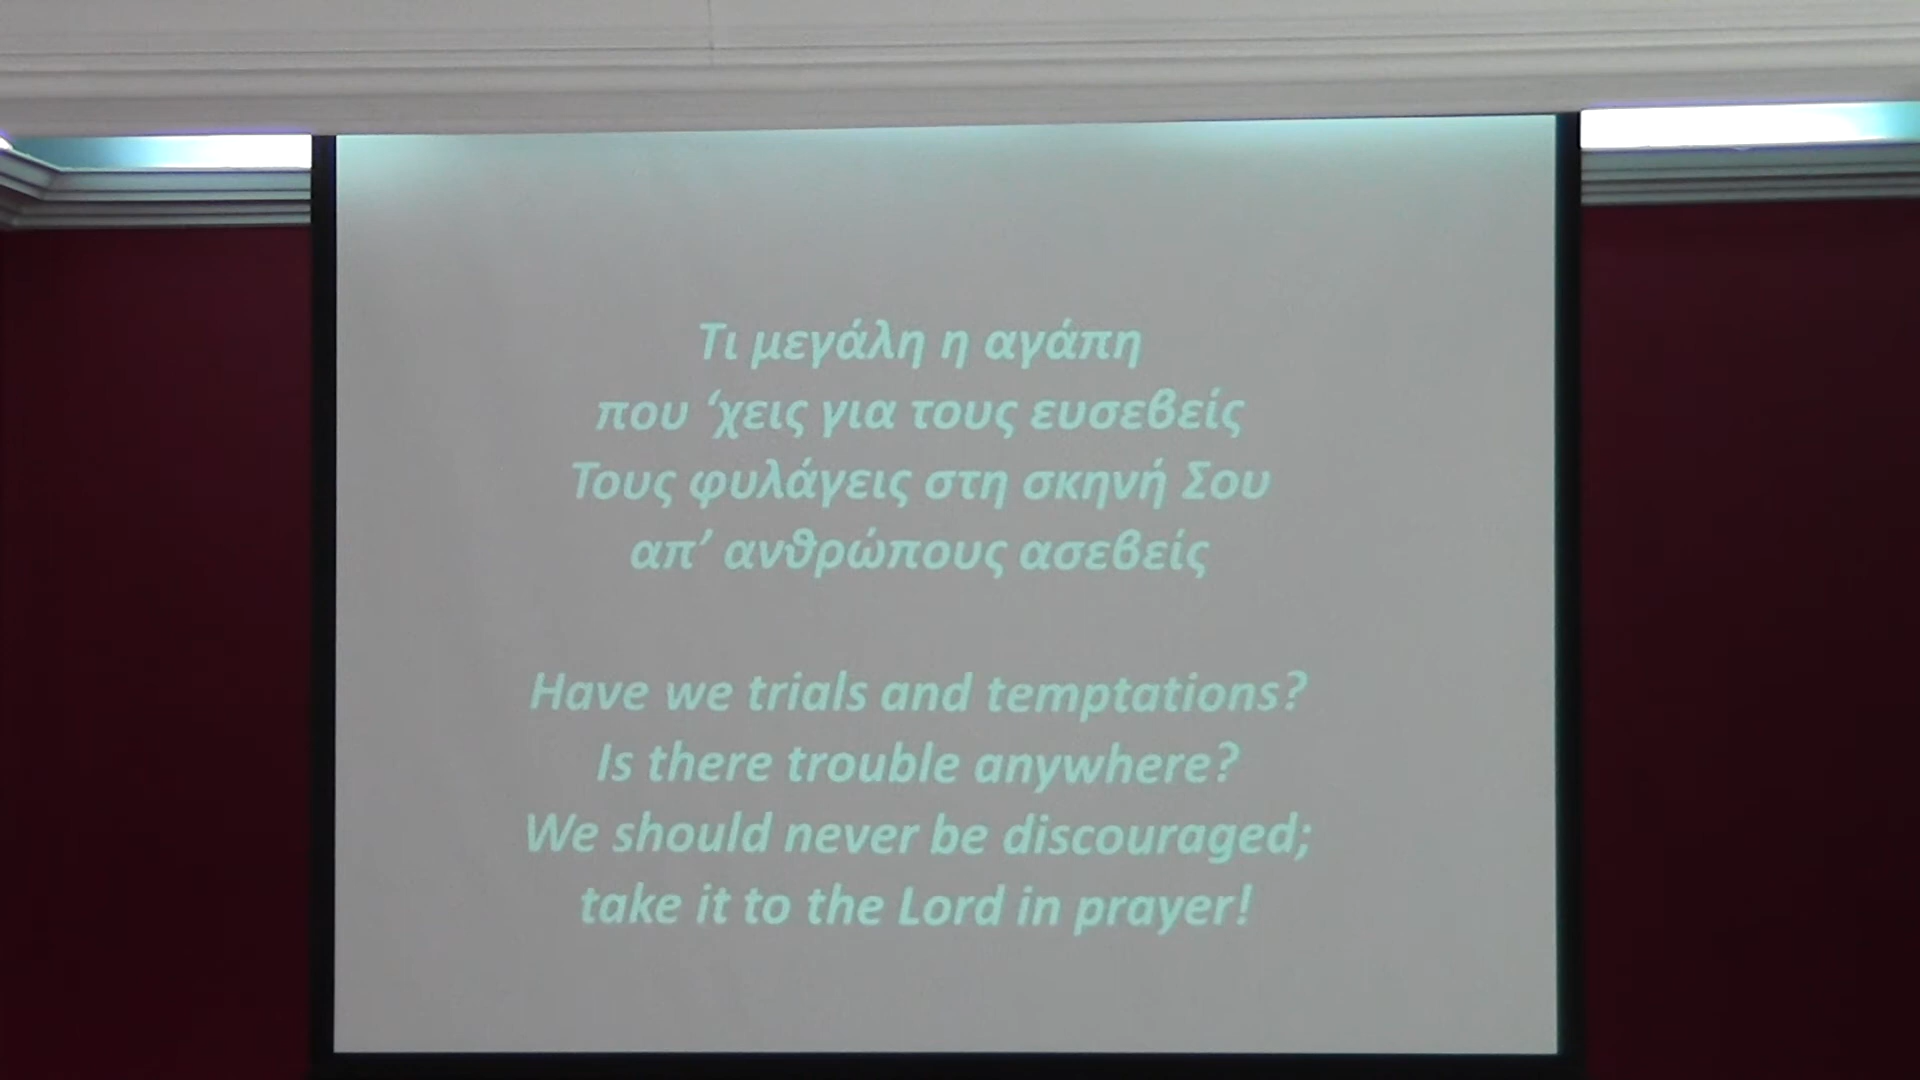 Τι μεγάλη η αγάπη
που ‘χεις για τους ευσεβείς
Τους φυλάγεις στη σκηνή Σου
απ’ ανθρώπους ασεβείς
Have we trials and temptations?
Is there trouble anywhere?
We should never be discouraged;
take it to the Lord in prayer!